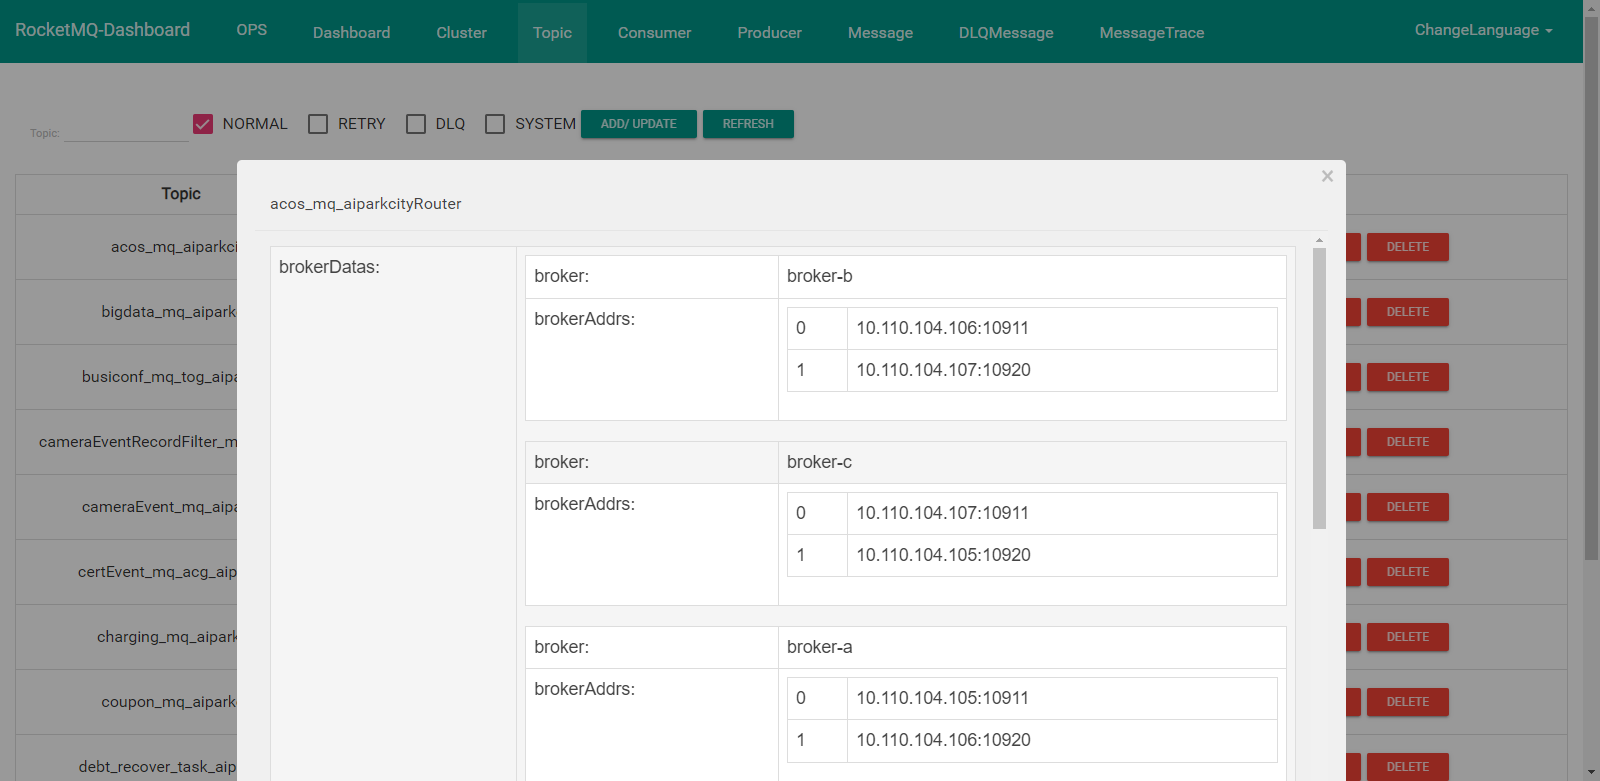 RocketMQ-Dashboard OPS Dashboard Cluster Topic Consumer Producer Message DLQMessage MessageTrace ChangeLanguage
Topic: NORMAL RETRY DLQ SYSTEM ADD/ UPDATE REFRESH
×
acos_mq_aiparkcityRouter
brokerDatas:
broker: broker-b
brokerAddrs:
0 10.110.104.106:10911
1 10.110.104.107:10920
broker: broker-c
brokerAddrs:
0 10.110.104.107:10911
1 10.110.104.105:10920
broker: broker-a
brokerAddrs:
0 10.110.104.105:10911
1 10.110.104.106:10920
Topic
acos_mq_aiparkci DELETE
bigdata_mq_aipark DELETE
busiconf_mq_tog_aipa DELETE
cameraEventRecordFilter_m DELETE
cameraEvent_mq_aipa DELETE
certEvent_mq_acg_aip DELETE
charging_mq_aipark DELETE
coupon_mq_aipark DELETE
debt_recover_task_aip DELETE